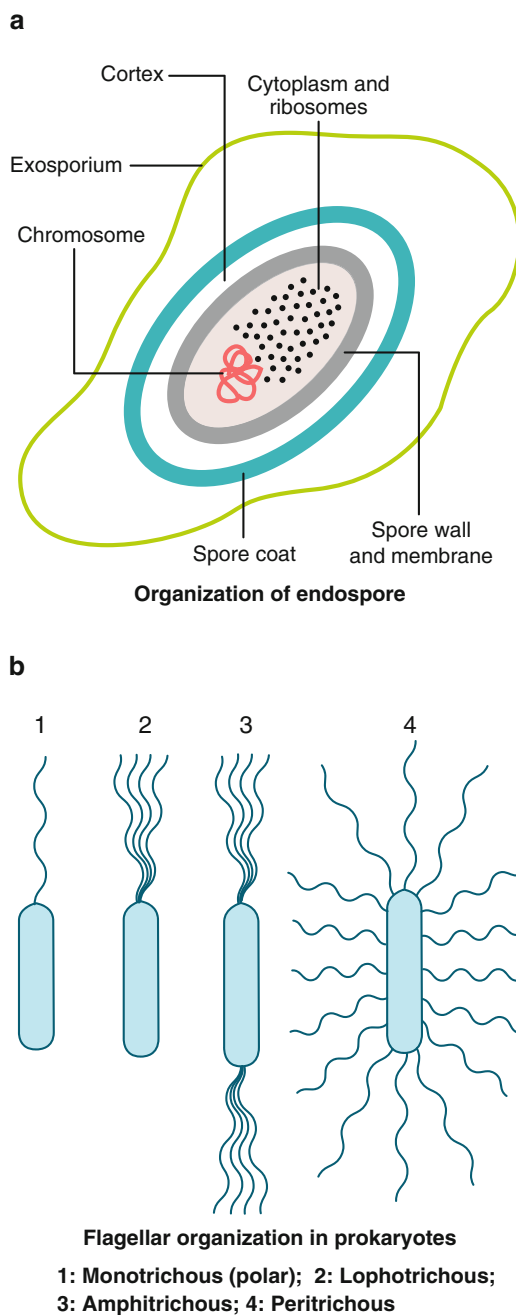 a
Cortex
Cytoplasm and
ribosomes
Exosporium
Chromosome
Spore coat
Spore wall
and membrane
Organization of endospore
b
1 2 3 4
Flagellar organization in prokaryotes
1: Monotrichous (polar); 2: Lophotrichous;
3: Amphitrichous; 4: Peritrichous